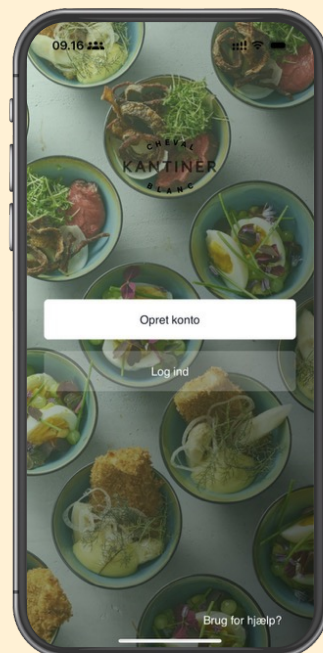 09.16
CHEVAL
KANTINER
BLANC
Opret konto
Log ind
Brug for hjælp?